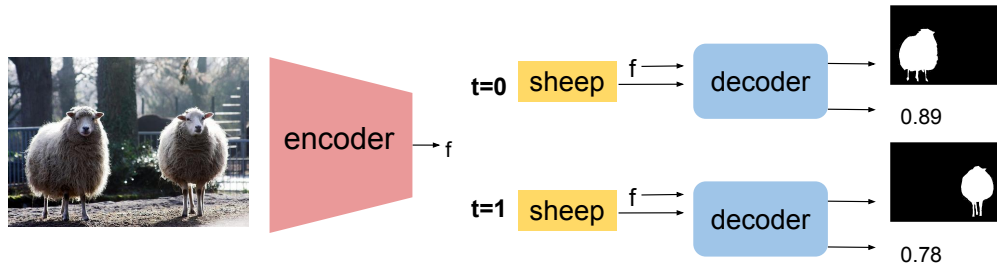 encoder
f
t=0
sheep
f
decoder
0.89
t=1
sheep
f
decoder
0.78